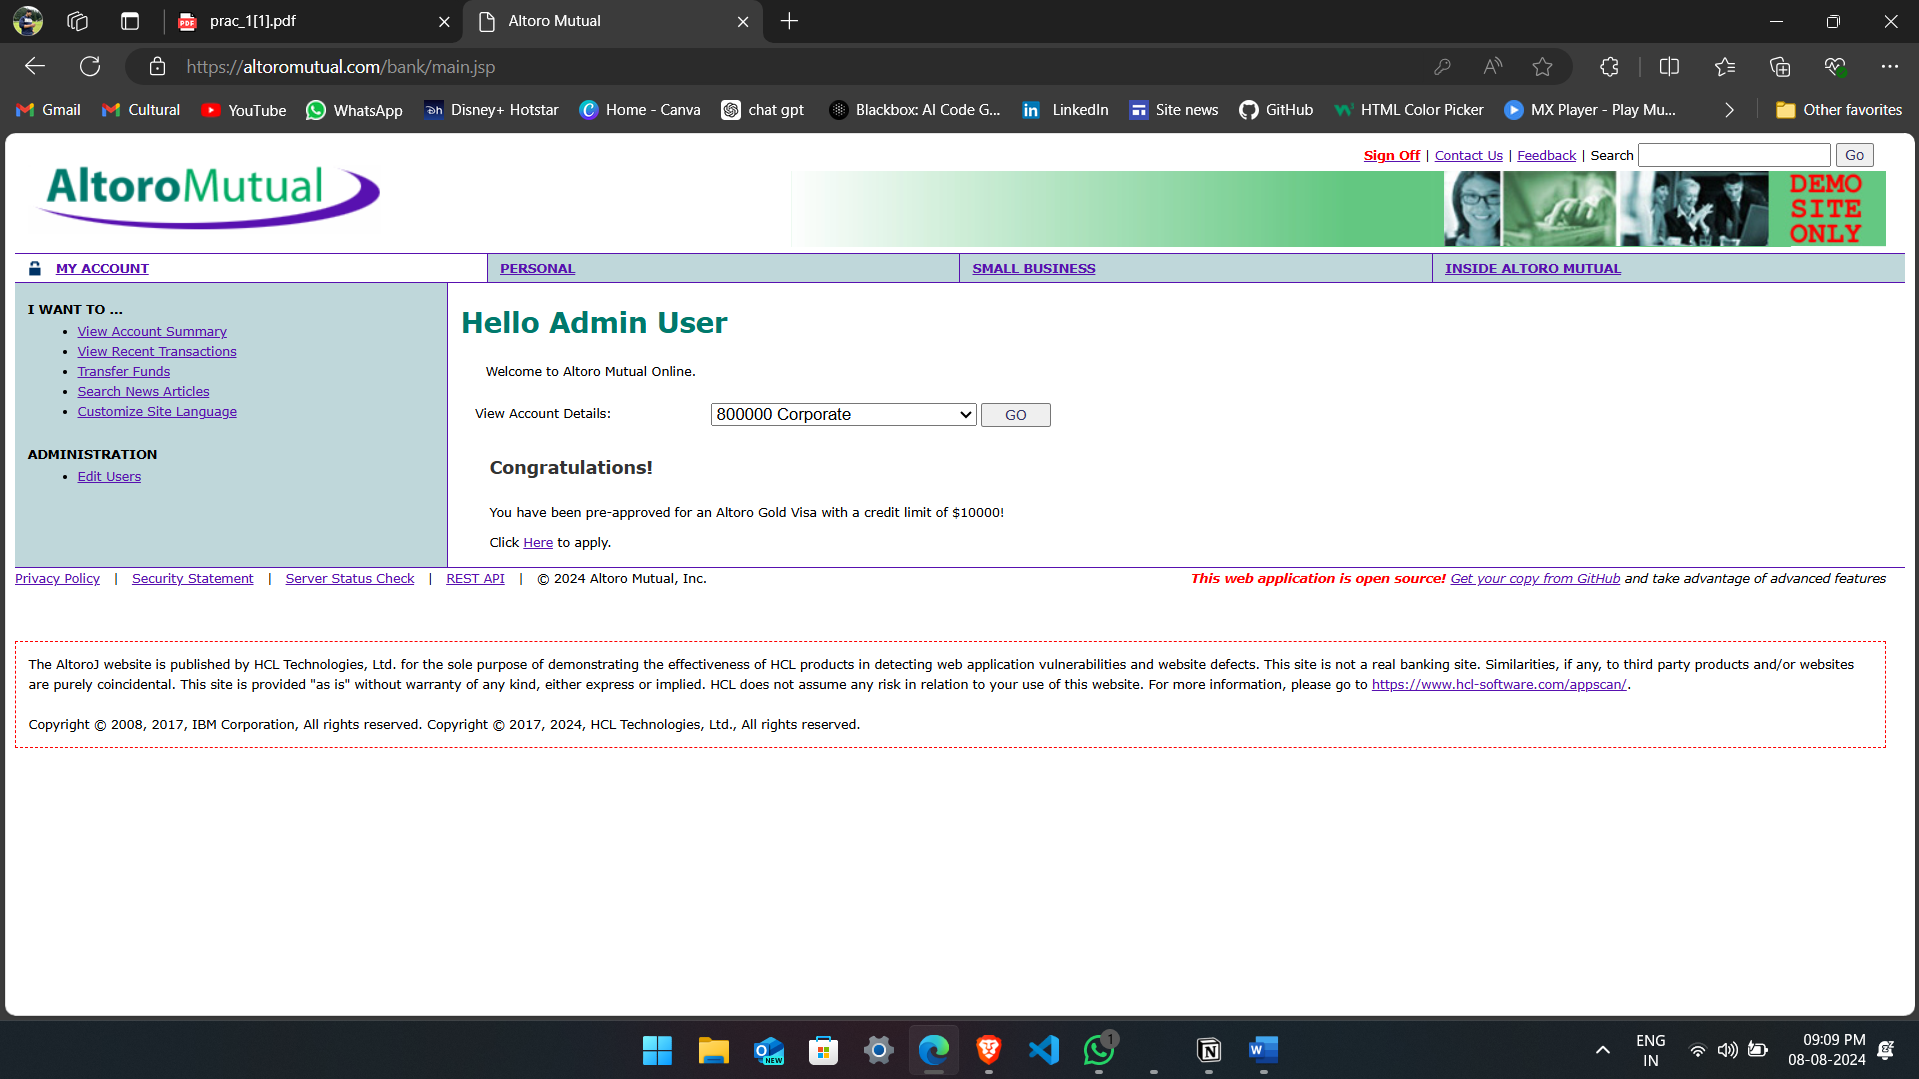 prac_1[1].pdf
Altoro Mutual
https://altoromutual.com/bank/main.jsp
Gmail
Cultural
YouTube
WhatsApp
Disney+ Hotstar
Home - Canva
chat gpt
Blackbox: AI Code G...
LinkedIn
Site news
GitHub
HTML Color Picker
MX Player - Play Mu...
Other favorites
Sign Off | Contact Us | Feedback | Search Go
AltoroMutual
DEMO
SITE
ONLY
MY ACCOUNT
PERSONAL
SMALL BUSINESS
INSIDE ALTORO MUTUAL
I WANT TO ...
• View Account Summary
• View Recent Transactions
• Transfer Funds
• Search News Articles
• Customize Site Language
ADMINISTRATION
• Edit Users
Hello Admin User
Welcome to Altoro Mutual Online.
View Account Details: 800000 Corporate GO
Congratulations!
You have been pre-approved for an Altoro Gold Visa with a credit limit of $10000!
Click Here to apply.
Privacy Policy | Security Statement | Server Status Check | REST API | © 2024 Altoro Mutual, Inc.
This web application is open source! Get your copy from GitHub and take advantage of advanced features
The AltoroJ website is published by HCL Technologies, Ltd. for the sole purpose of demonstrating the effectiveness of HCL products in detecting web application vulnerabilities and website defects. This site is not a real banking site. Similarities, if any, to third party products and/or websites
are purely coincidental. This site is provided "as is" without warranty of any kind, either express or implied. HCL does not assume any risk in relation to your use of this website. For more information, please go to https://www.hcl-software.com/appscan/.
Copyright © 2008, 2017, IBM Corporation, All rights reserved. Copyright © 2017, 2024, HCL Technologies, Ltd., All rights reserved.
1
ENG
IN
09:09 PM
08-08-2024